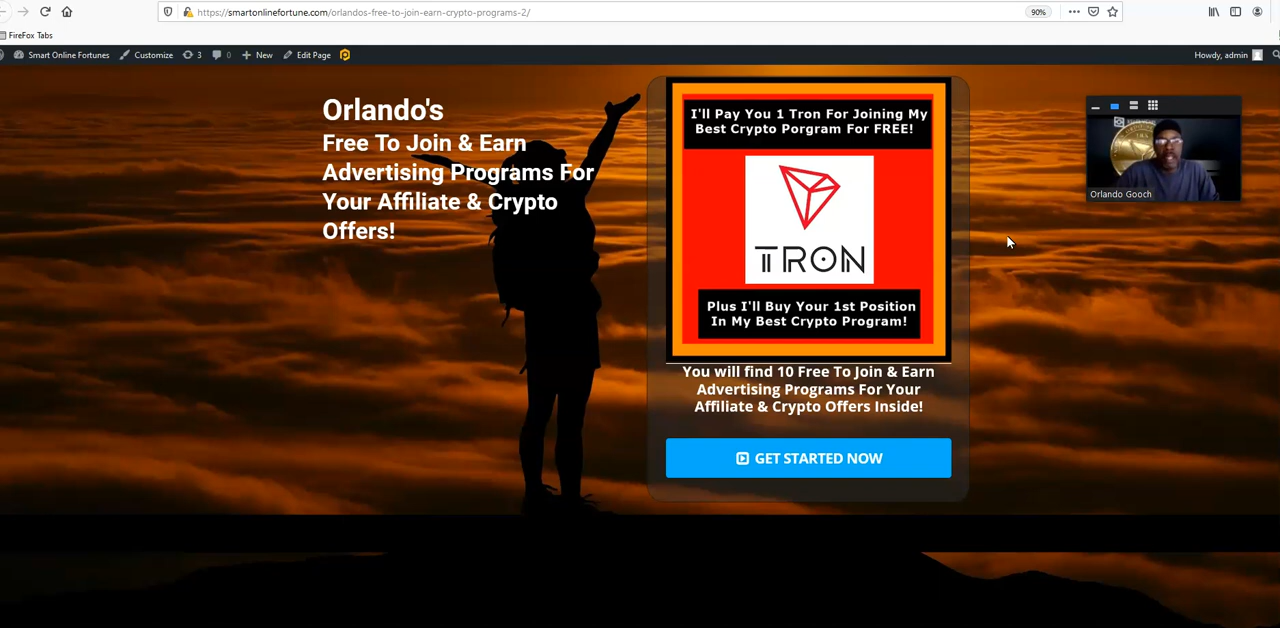 https://smartonlinefortune.com/orlandos-free-to-join-earn-crypto-programs-2/
90%
FireFox Tabs
Smart Online Fortunes Customize 3 0 New Edit Page
Howdy, admin
Orlando's
Free To Join & Earn
Advertising Programs For
Your Affiliate & Crypto
Offers!
I'll Pay You 1 Tron For Joining My
Best Crypto Porgram For FREE!
TRON
Plus I'll Buy Your 1st Position
In My Best Crypto Program!
You will find 10 Free To Join & Earn
Advertising Programs For Your
Affiliate & Crypto Offers Inside!
GET STARTED NOW
Orlando Gooch